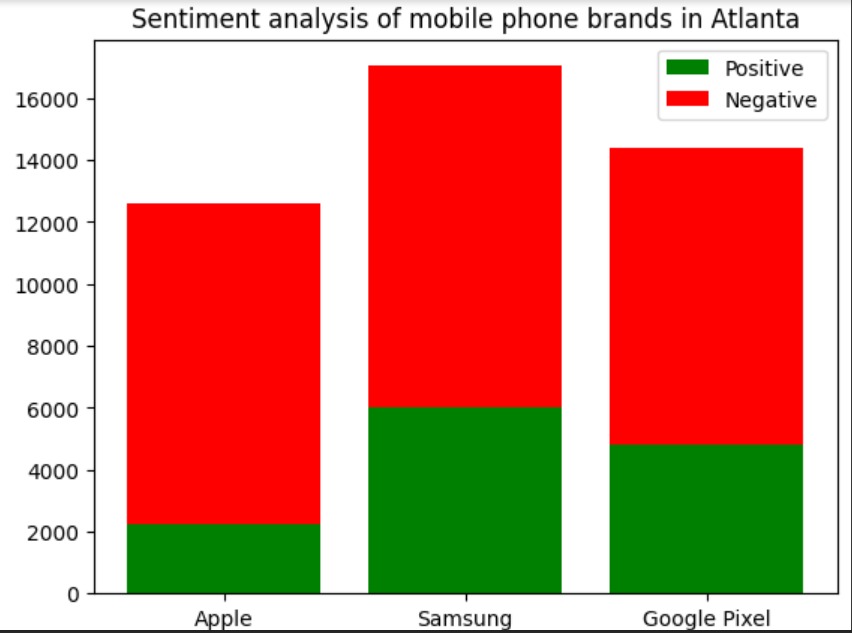 Sentiment analysis of mobile phone brands in Atlanta
Positive
Negative
16000
14000
12000
10000
8000
6000
4000
2000
0
Apple Samsung Google Pixel